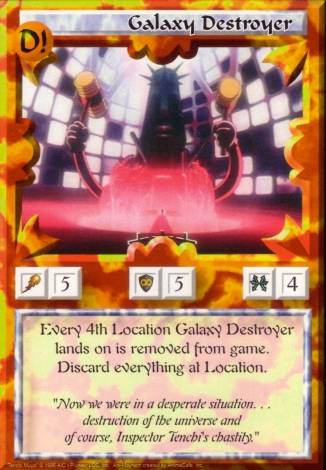 Galaxy Destroyer
D!
5 5 4
Every 4th Location Galaxy Destroyer
lands on is removed from game.
Discard everything at Location.
"Now we were in a desperate situation. . .
destruction of the universe and
of course, Inspector Tenchi's chastity."